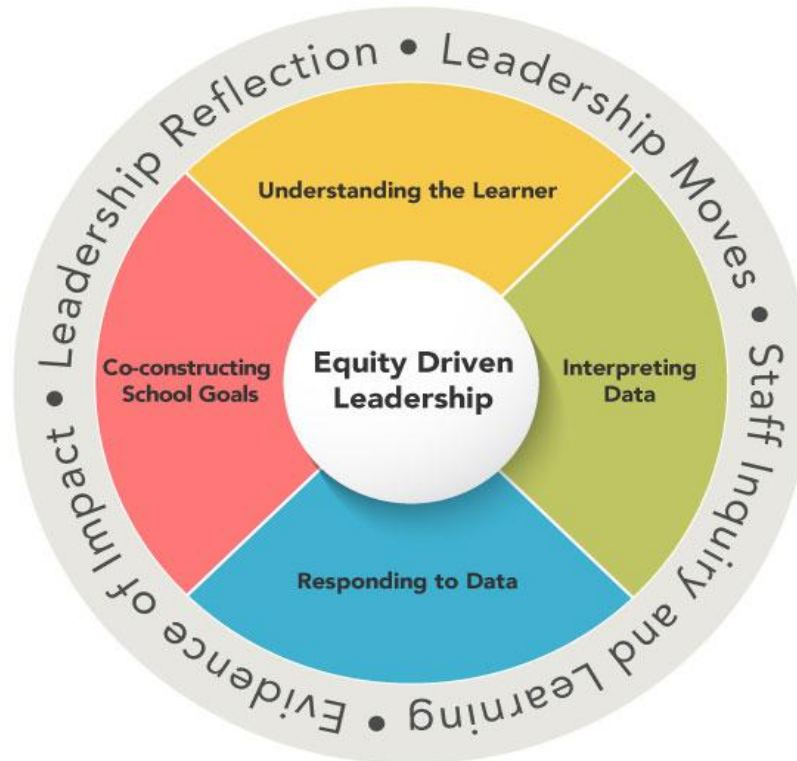 Leadership Reflection • Leadership Moves • Staff Inquiry and Learning • Evidence of Impact •
Understanding the Learner
Co-constructing
School Goals
Equity Driven
Leadership
Interpreting
Data
Responding to Data